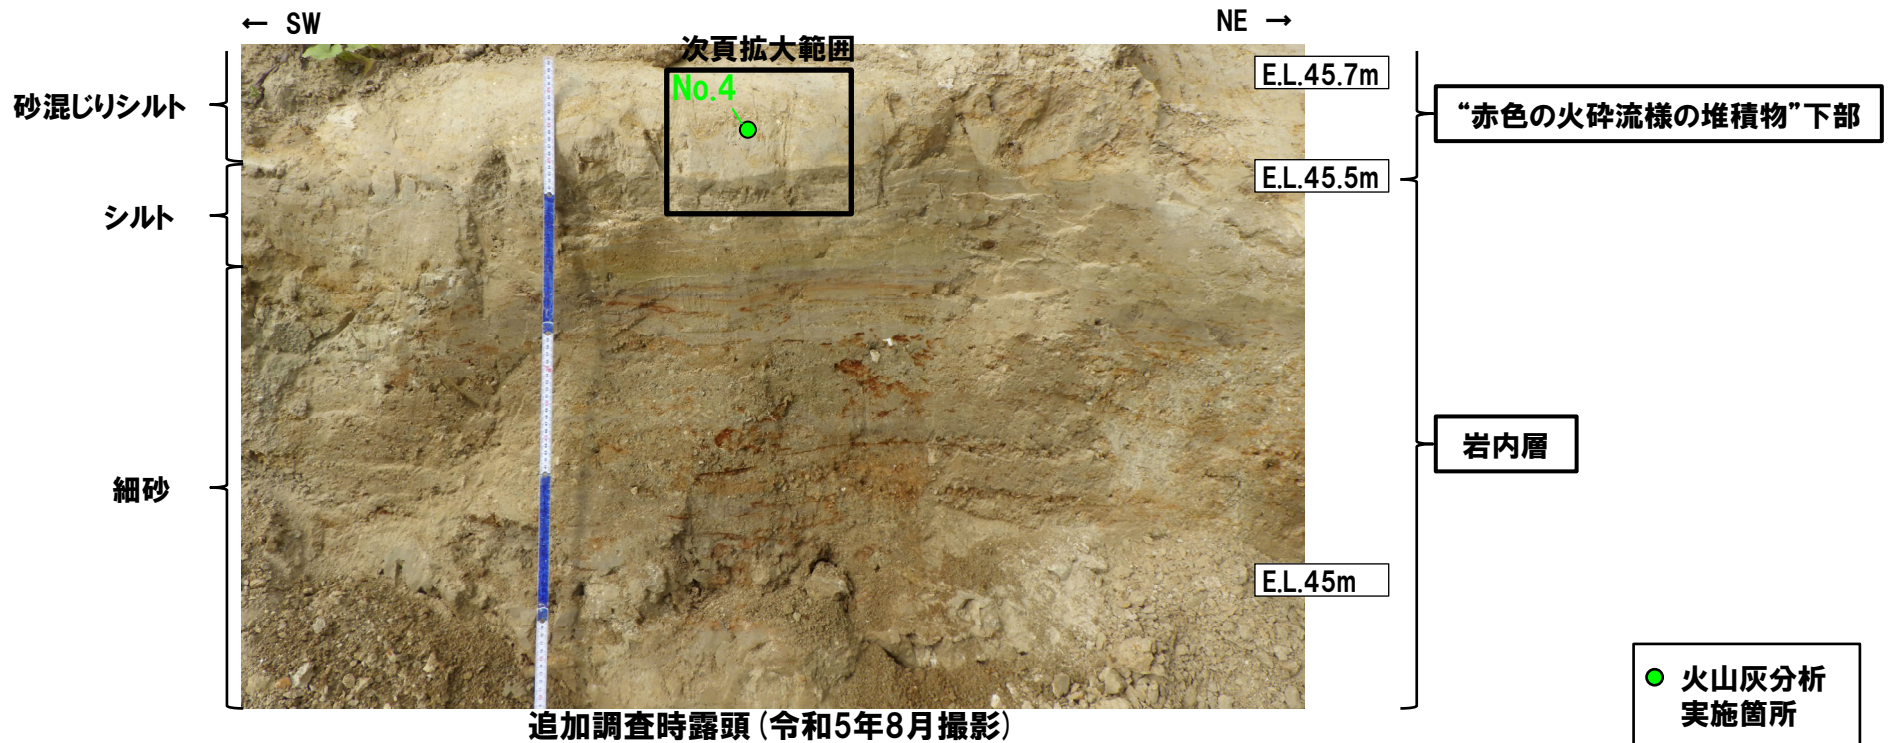 ← SW
NE →
次頁拡大範囲
No.4
E.L.45.7m
砂混じりシルト
“赤色の火砕流様の堆積物”下部
E.L.45.5m
シルト
岩内層
細砂
E.L.45m
火山灰分析
実施箇所
追加調査時露頭(令和5年8月撮影)